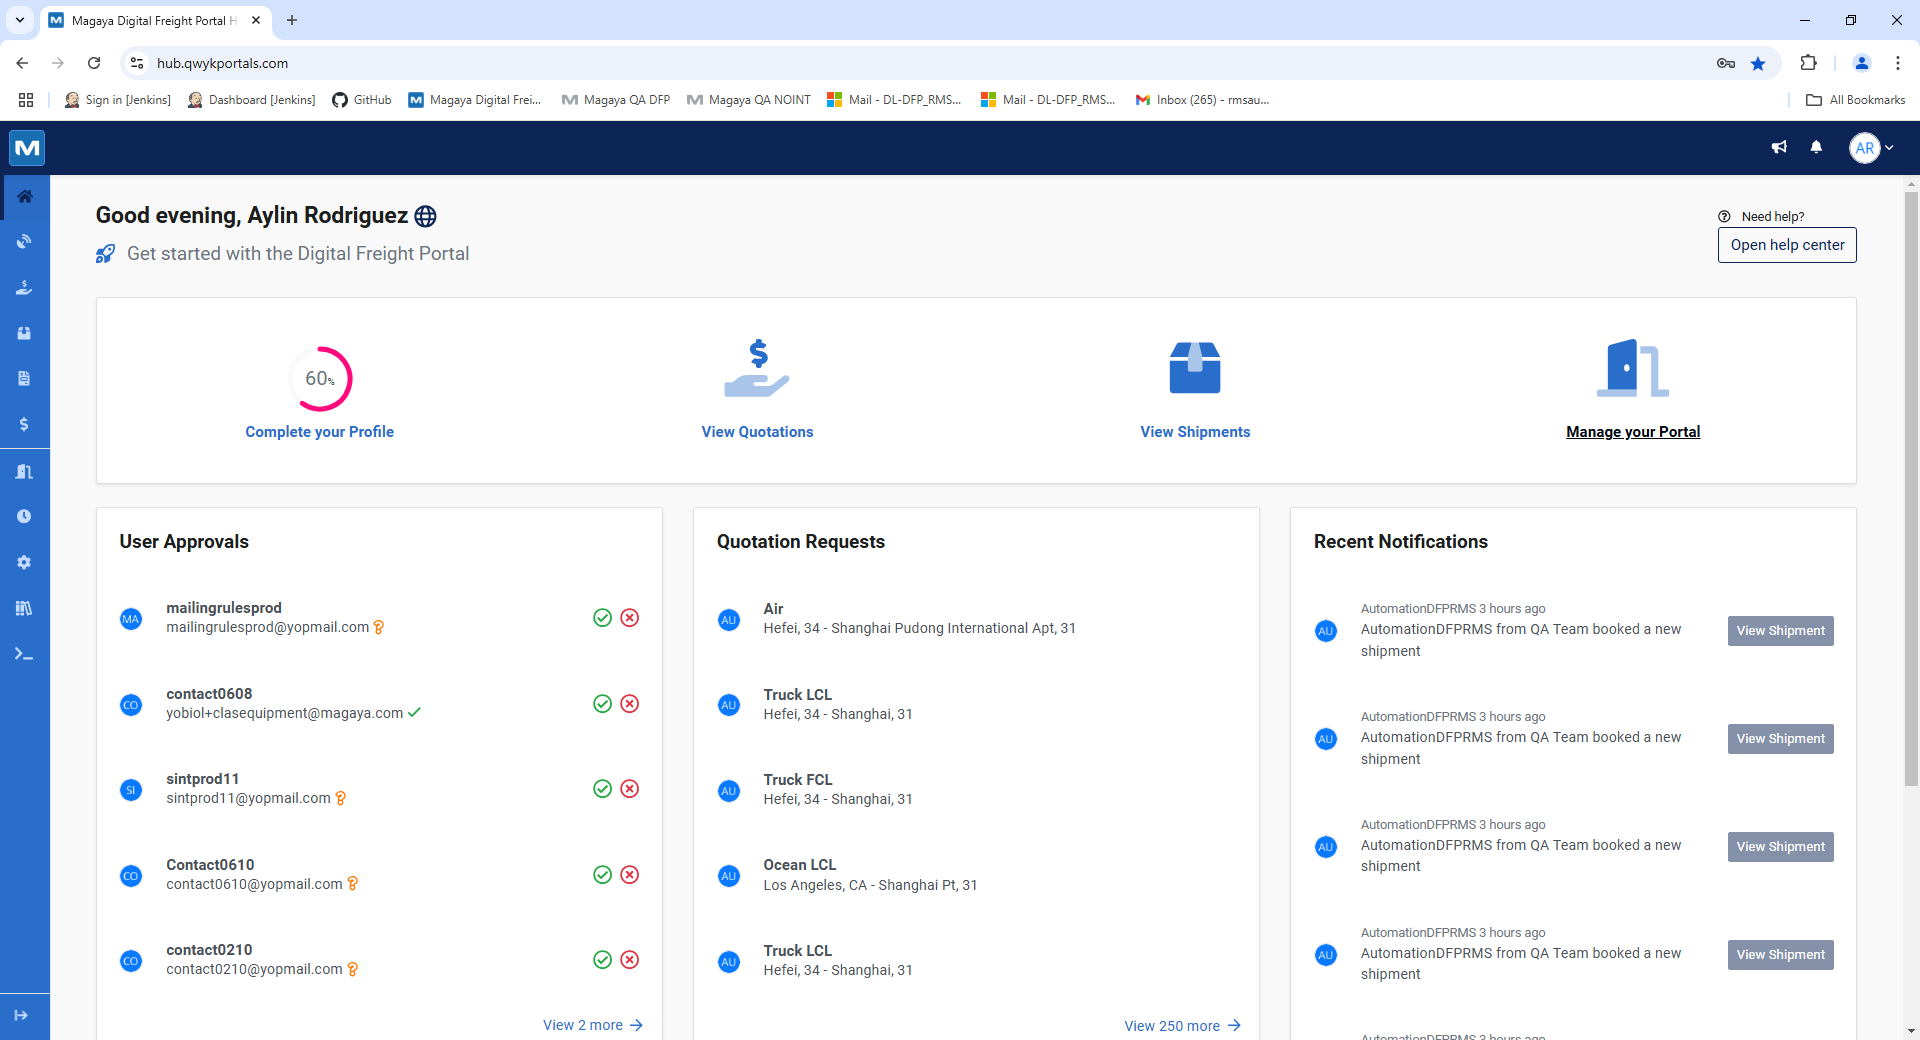 Magaya Digital Freight Portal H
hub.qwykportals.com
Sign in [Jenkins]
Dashboard [Jenkins]
GitHub
Magaya Digital Frei...
Magaya QA DFP
Magaya QA NOINT
Mail - DL-DFP_RMS...
Mail - DL-DFP_RMS...
Inbox (265) - rmsau...
All Bookmarks
AR
Good evening, Aylin Rodriguez
Get started with the Digital Freight Portal
Need help?
Open help center
60%
Complete your Profile
View Quotations
View Shipments
Manage your Portal
User Approvals
MA
mailingrulesprod
mailingrulesprod@yopmail.com
CO
contact0608
yobiol+clasequipment@magaya.com
SI
sintprod11
sintprod11@yopmail.com
CO
Contact0610
contact0610@yopmail.com
CO
contact0210
contact0210@yopmail.com
View 2 more
Quotation Requests
AU
Air
Hefei, 34 - Shanghai Pudong International Apt, 31
AU
Truck LCL
Hefei, 34 - Shanghai, 31
AU
Truck FCL
Hefei, 34 - Shanghai, 31
AU
Ocean LCL
Los Angeles, CA - Shanghai Pt, 31
AU
Truck LCL
Hefei, 34 - Shanghai, 31
View 250 more
Recent Notifications
AU
AutomationDFPRMS 3 hours ago
AutomationDFPRMS from QA Team booked a new
shipment
View Shipment
AU
AutomationDFPRMS 3 hours ago
AutomationDFPRMS from QA Team booked a new
shipment
View Shipment
AU
AutomationDFPRMS 3 hours ago
AutomationDFPRMS from QA Team booked a new
shipment
View Shipment
AU
AutomationDFPRMS 3 hours ago
AutomationDFPRMS from QA Team booked a new
shipment
View Shipment
AutomationDFPRMS 3 hours ago